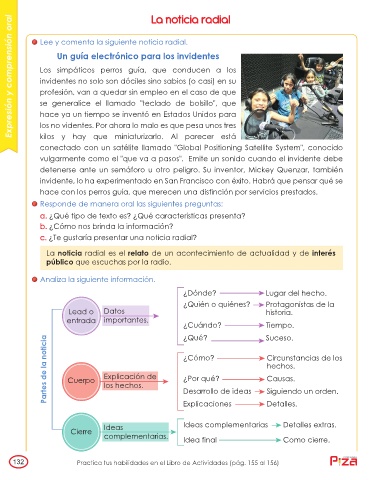 La noticia radial
Expresión y comprensión oral
Lee y comenta la siguiente noticia radial.
Un guía electrónico para los invidentes
Los simpáticos perros guía, que conducen a los
invidentes no solo son dóciles sino sabios (o casi) en su
profesión, van a quedar sin empleo en el caso de que
se generalice el llamado "teclado de bolsillo", que
hace ya un tiempo se inventó en Estados Unidos para
los no videntes. Por ahora lo malo es que pesa unos tres
kilos y hay que miniaturizarlo. Al parecer está
conectado con un satélite llamado "Global Positioning Satellite System", conocido
vulgarmente como el "que va a pasos". Emite un sonido cuando el invidente debe
detenerse ante un semáforo u otro peligro. Su inventor, Mickey Quenzar, también
invidente, lo ha experimentado en San Francisco con éxito. Habrá que pensar qué se
hace con los perros guía, que merecen una distinción por servicios prestados.
Responde de manera oral las siguientes preguntas:
a. ¿Qué tipo de texto es? ¿Qué características presenta?
b. ¿Cómo nos brinda la información?
c. ¿Te gustaría presentar una noticia radial?
La noticia radial es el relato de un acontecimiento de actualidad y de interés
público que escuchas por la radio.
Analiza la siguiente información.
Partes de la noticia
Lead o
entrada
Datos
importantes.
¿Dónde? Lugar del hecho.
¿Quién o quiénes? Protagonistas de la
historia.
¿Cuándo? Tiempo.
¿Qué? Suceso.
Cuerpo
Explicación de
los hechos.
¿Cómo? Circunstancias de los
hechos.
¿Por qué? Causas.
Desarrollo de ideas Siguiendo un orden.
Explicaciones Detalles.
Cierre
Ideas
complementarias.
Ideas complementarias Detalles extras.
Idea final Como cierre.
132
Practica tus habilidades en el Libro de Actividades (pág. 155 al 156)
Piza